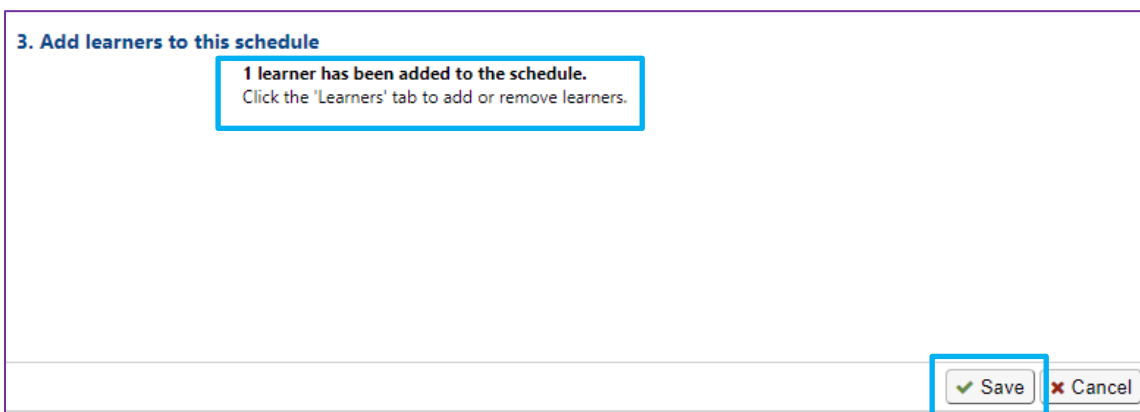 3. Add learners to this schedule
1 learner has been added to the schedule.
Click the 'Learners' tab to add or remove learners.
Save Cancel